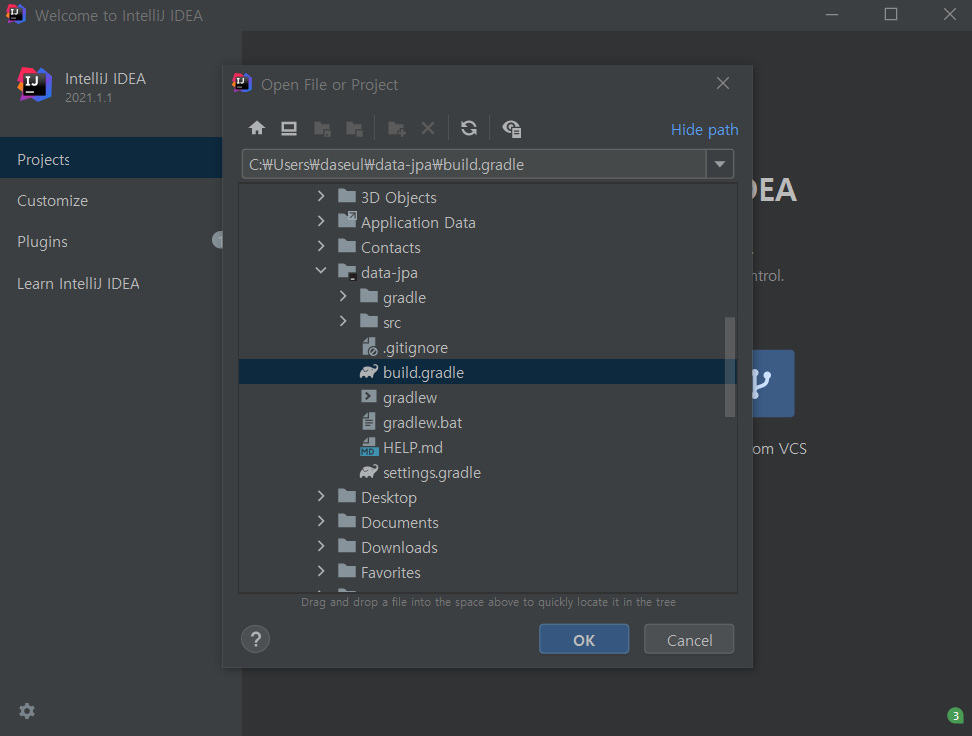 Welcome to IntelliJ IDEA
IntelliJ IDEA
2021.1.1
Projects
Customize
Plugins
Learn IntelliJ IDEA
Open File or Project
Hide path
C:₩Users₩daseul₩data-jpa₩build.gradle
3D Objects
Application Data
Contacts
data-jpa
gradle
src
.gitignore
build.gradle
gradlew
gradlew.bat
MD HELP.md
settings.gradle
Desktop
Documents
Downloads
Favorites
Drag and drop a file into the space above to quickly locate it in the tree
?
OK
Cancel
DEA
ntrol.
om VCS
3